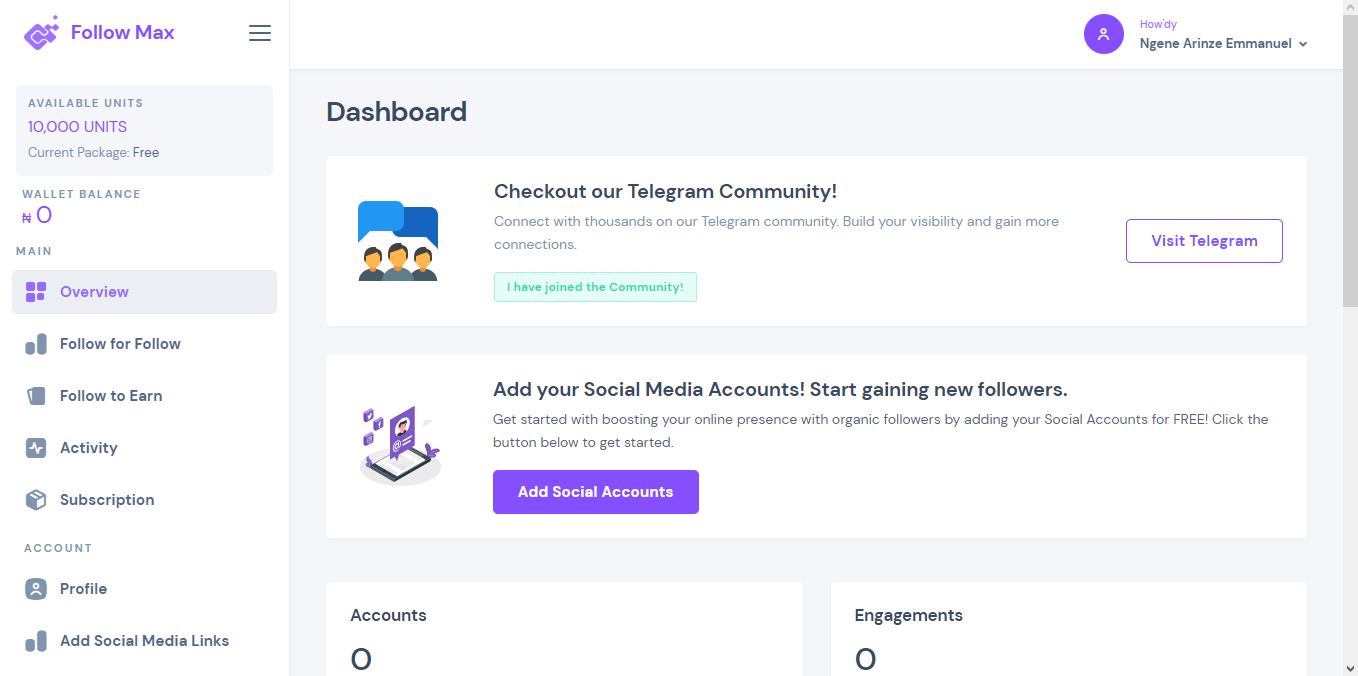 Follow Max
AVAILABLE UNITS
10,000 UNITS
Current Package: Free
WALLET BALANCE
₦ 0
MAIN
Overview
Follow for Follow
Follow to Earn
Activity
Subscription
ACCOUNT
Profile
Add Social Media Links
How'dy
Ngene Arinze Emmanuel
Dashboard
Checkout our Telegram Community!
Connect with thousands on our Telegram community. Build your visibility and gain more
connections.
I have joined the Community!
Visit Telegram
Add your Social Media Accounts! Start gaining new followers.
Get started with boosting your online presence with organic followers by adding your Social Accounts for FREE! Click the
button below to get started.
Add Social Accounts
Accounts
0
Engagements
0